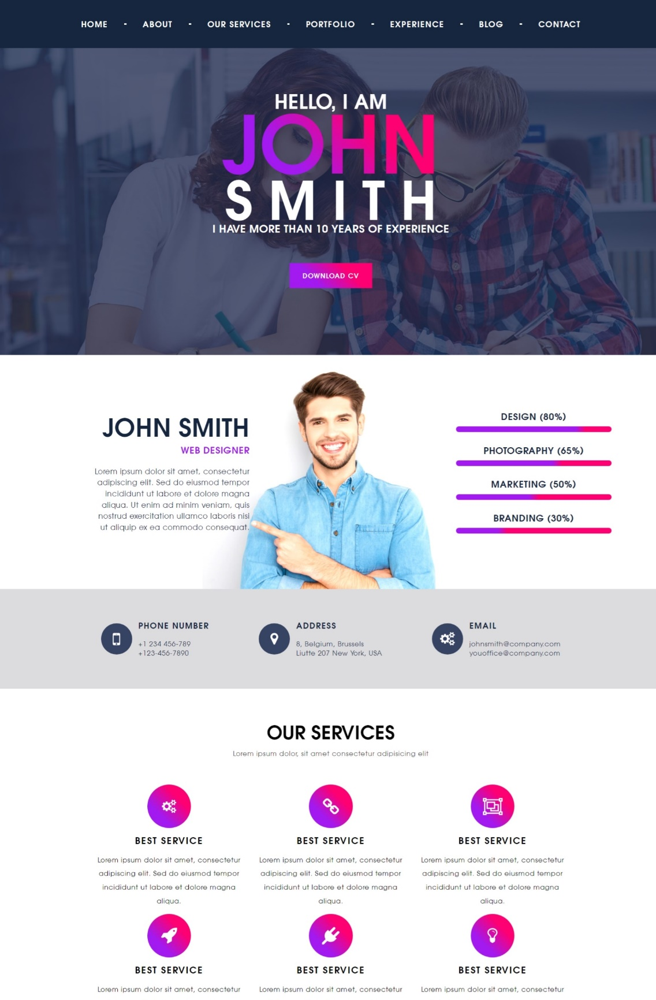 HOME - ABOUT - OUR SERVICES - PORTFOLIO - EXPERIENCE - BLOG - CONTACT
HELLO, I AM
JOHN
SMITH
I HAVE MORE THAN 10 YEARS OF EXPERIENCE
DOWNLOAD CV
JOHN SMITH
WEB DESIGNER
Lorem ipsum dolor sit amet, consectetur
adipiscing elit. Sed do eiusmod tempor
incididunt ut labore et dolore magna
aliqua. Ut enim ad minim veniam, quis
nostrud exercitation ullamco laboris nisi
ut aliquip ex ea commodo consequat.
DESIGN (80%)
PHOTOGRAPHY (65%)
MARKETING (50%)
BRANDING (30%)
PHONE NUMBER
+1 234 456-789
+123-456-7890
ADDRESS
8, Belgium, Brussels
Liutte 207 New York, USA
EMAIL
johnsmith@company.com
youoffice@company.com
OUR SERVICES
Lorem ipsum dolor, sit amet consectetur adipisicing elit
BEST SERVICE
Lorem ipsum dolor sit amet, consectetur
adipiscing elit. Sed do eiusmod tempor
incididunt ut labore et dolore magna
aliqua.
BEST SERVICE
Lorem ipsum dolor sit amet, consectetur
adipiscing elit. Sed do eiusmod tempor
incididunt ut labore et dolore magna
aliqua.
BEST SERVICE
Lorem ipsum dolor sit amet, consectetur
adipiscing elit. Sed do eiusmod tempor
incididunt ut labore et dolore magna
aliqua.
BEST SERVICE
Lorem ipsum dolor sit amet, consectetur
BEST SERVICE
Lorem ipsum dolor sit amet, consectetur
BEST SERVICE
Lorem ipsum dolor sit amet, consectetur